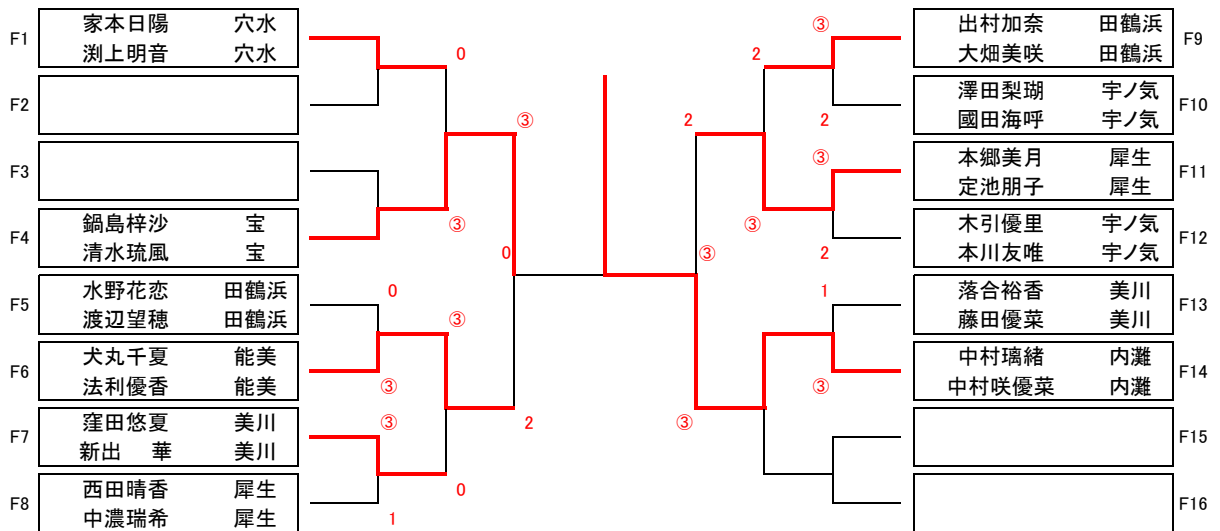 F1 家本日陽 穴水
渕上明音 穴水
F2
F3
F4 鍋島梓沙 宝
清水琉風 宝
F5 水野花恋 田鶴浜
渡辺望穂 田鶴浜
F6 犬丸千夏 能美
法利優香 能美
F7 窪田悠夏 美川
新出 華 美川
F8 西田晴香 犀生
中濃瑞希 犀生
0
③
③
0
0
③
③
③
2
0
1
③
2
2
2
③
③
2
③
1
③
③
出村加奈 田鶴浜 F9
大畑美咲 田鶴浜
澤田梨瑚 宇ノ気 F10
國田海呼 宇ノ気
本郷美月 犀生 F11
定池朋子 犀生
木引優里 宇ノ気 F12
本川友唯 宇ノ気
落合裕香 美川 F13
藤田優菜 美川
中村璃緒 内灘 F14
中村咲優菜 内灘
F15
F16